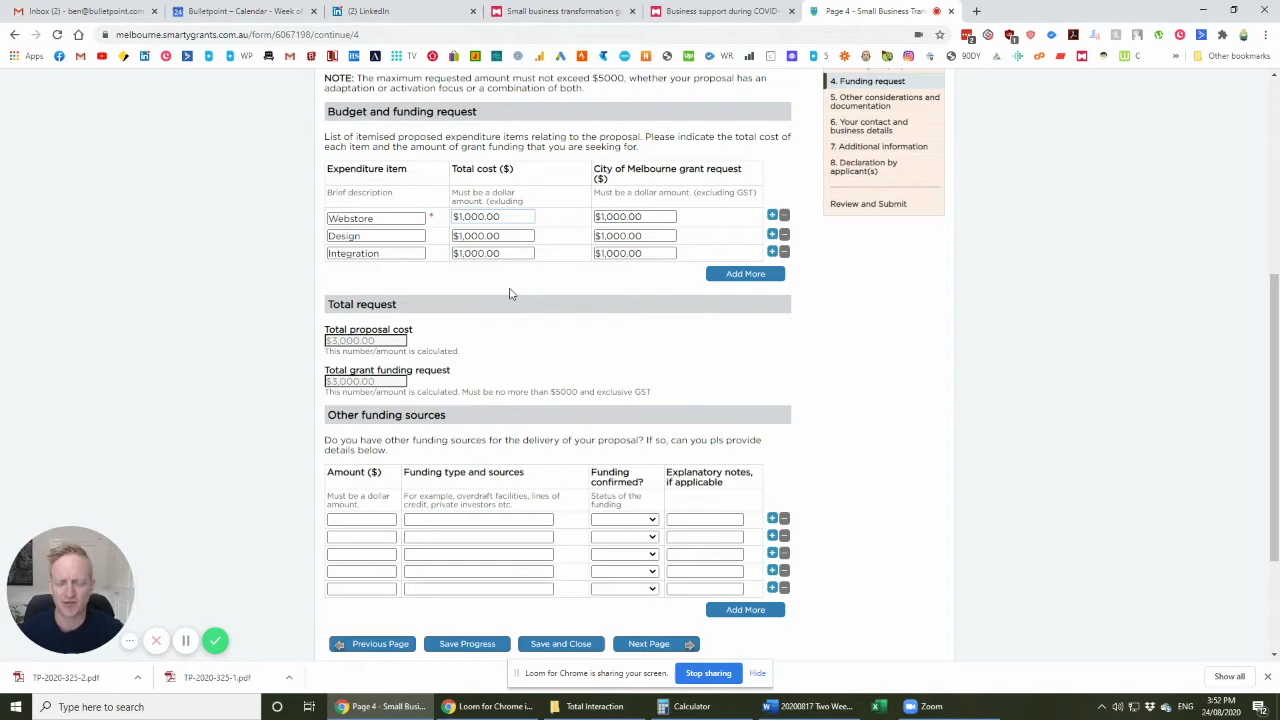 Inbox (2) - ben@bulletpoint.com
Bulletpoint – Calendar - Week of
(2) LinkedIn
Small business transformation gr
Business support during COVID-
Page 4 - Small Business Tran
melbourne.smartygrants.com.au/form/6067198/continue/4
Apps
TV
WP
5
WR
90DY
C
Other bookmarks
NOTE: The maximum requested amount must not exceed $5000, whether your proposal has an
adaptation or activation focus or a combination of both.
Budget and funding request
List of itemised proposed expenditure items relating to the proposal. Please indicate the total cost of
each item and the amount of grant funding that you are seeking for.
Expenditure item
Total cost ($)
City of Melbourne grant request
($)
Brief description
Must be a dollar
amount. (exluding
Must be a dollar amount. (excluding GST)
Webstore * $1,000.00 $1,000.00
Design $1,000.00 $1,000.00
Integration $1,000.00 $1,000.00
Add More
Total request
Total proposal cost
$3,000.00
This number/amount is calculated.
Total grant funding request
$3,000.00
This number/amount is calculated. Must be no more than $5000 and exclusive GST
Other funding sources
Do you have other funding sources for the delivery of your proposal? If so, can you pls provide
details below.
Amount ($)
Funding type and sources
Funding
confirmed?
Explanatory notes,
if applicable
Must be a dollar
amount.
For example, overdraft facilities, lines of
credit, private investors etc.
Status of the
funding
Add More
Previous Page
Save Progress
Save and Close
Next Page
4. Funding request
5. Other considerations and
documentation
6. Your contact and
business details
7. Additional information
8. Declaration by
applicant(s)
Review and Submit
Loom for Chrome is sharing your screen.
Stop sharing
Hide
TP-2020-325-2.pdf
TP-2020-325-1.pdf
Show all
Type here to search
Page 4 - Small Busi...
Loom for Chrome i...
Total Interaction
Calculator
20200817 Two Wee...
Zoom
3:52 PM
24/08/2020